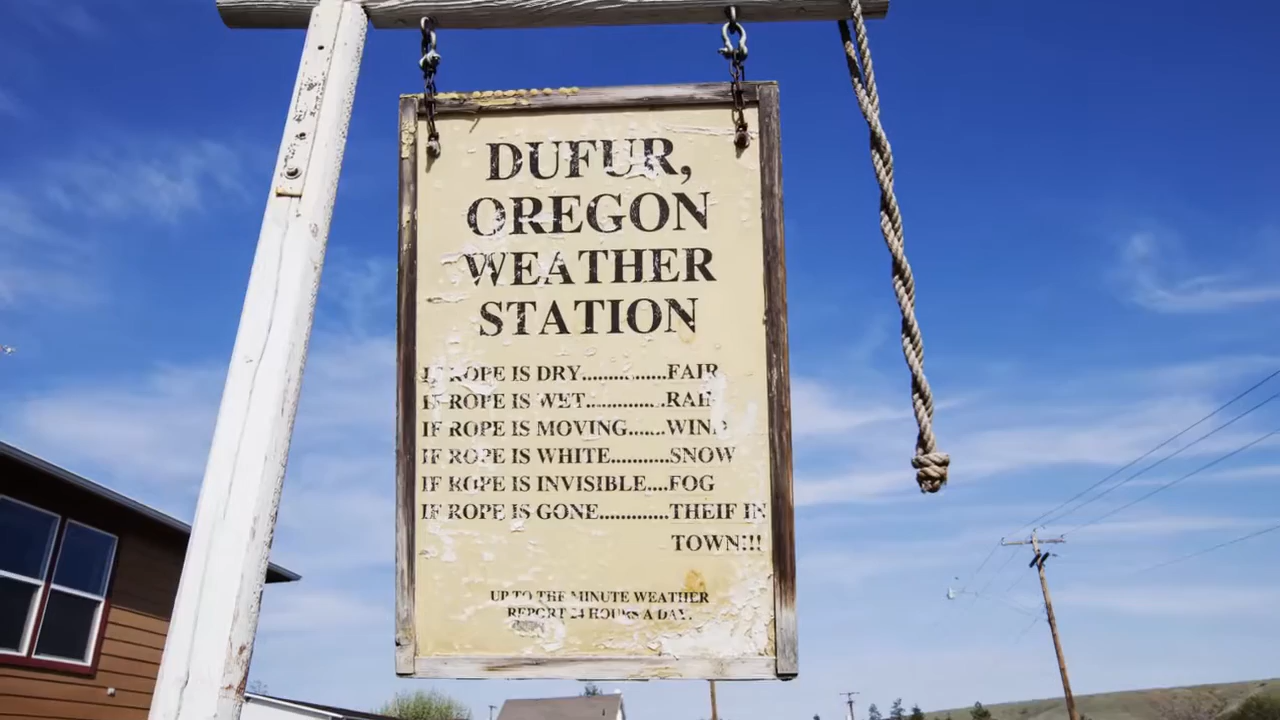 DUFUR,
OREGON
WEATHER
STATION
IF ROPE IS DRY...............FAIR
IF ROPE IS WET..............RAIN
IF ROPE IS MOVING.......WIND
IF ROPE IS WHITE...........SNOW
IF ROPE IS INVISIBLE....FOG
IF ROPE IS GONE.............THEIF IN
TOWN!!!
UP TO THE MINUTE WEATHER
REPORT 24 HOURS A DAY.